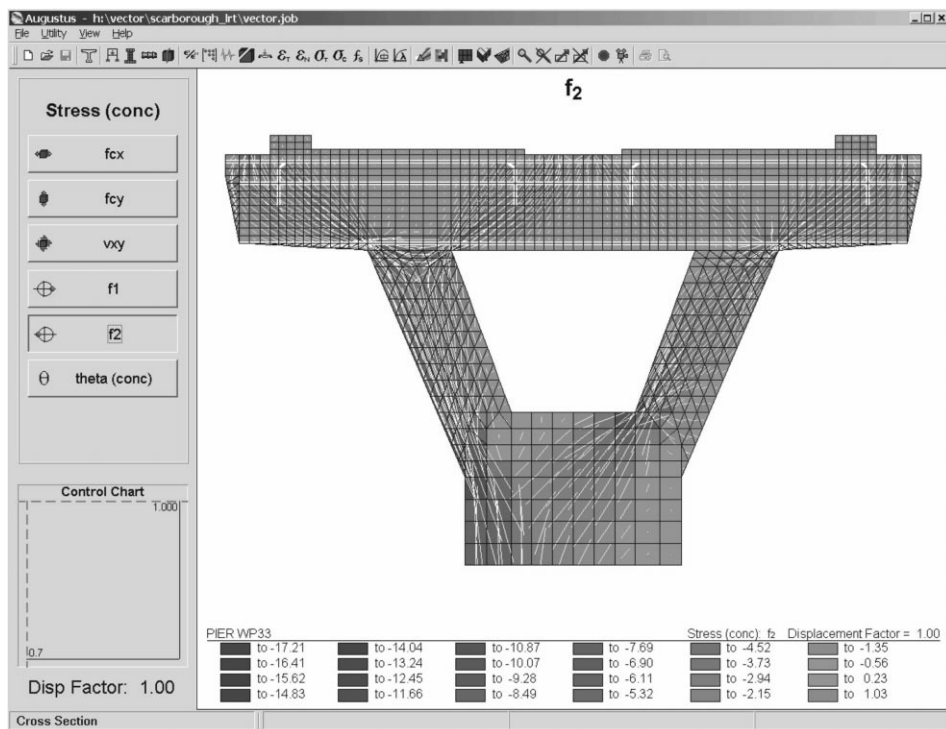 Augustus - h:\vector\scarborough_lrt\vector.job
File Utility View Help
Stress (conc)
fcx
fcy
vxy
f1
f2
theta (conc)
Control Chart
1.000
0.7
Disp Factor: 1.00
f2
PIER WP33 Stress (conc): f2 Displacement Factor = 1.00
to -17.21 to -14.04 to -10.87 to -7.69 to -4.52 to -1.35
to -16.41 to -13.24 to -10.07 to -6.90 to -3.73 to -0.56
to -15.62 to -12.45 to -9.28 to -6.11 to -2.94 to 0.23
to -14.83 to -11.66 to -8.49 to -5.32 to -2.15 to 1.03
Cross Section